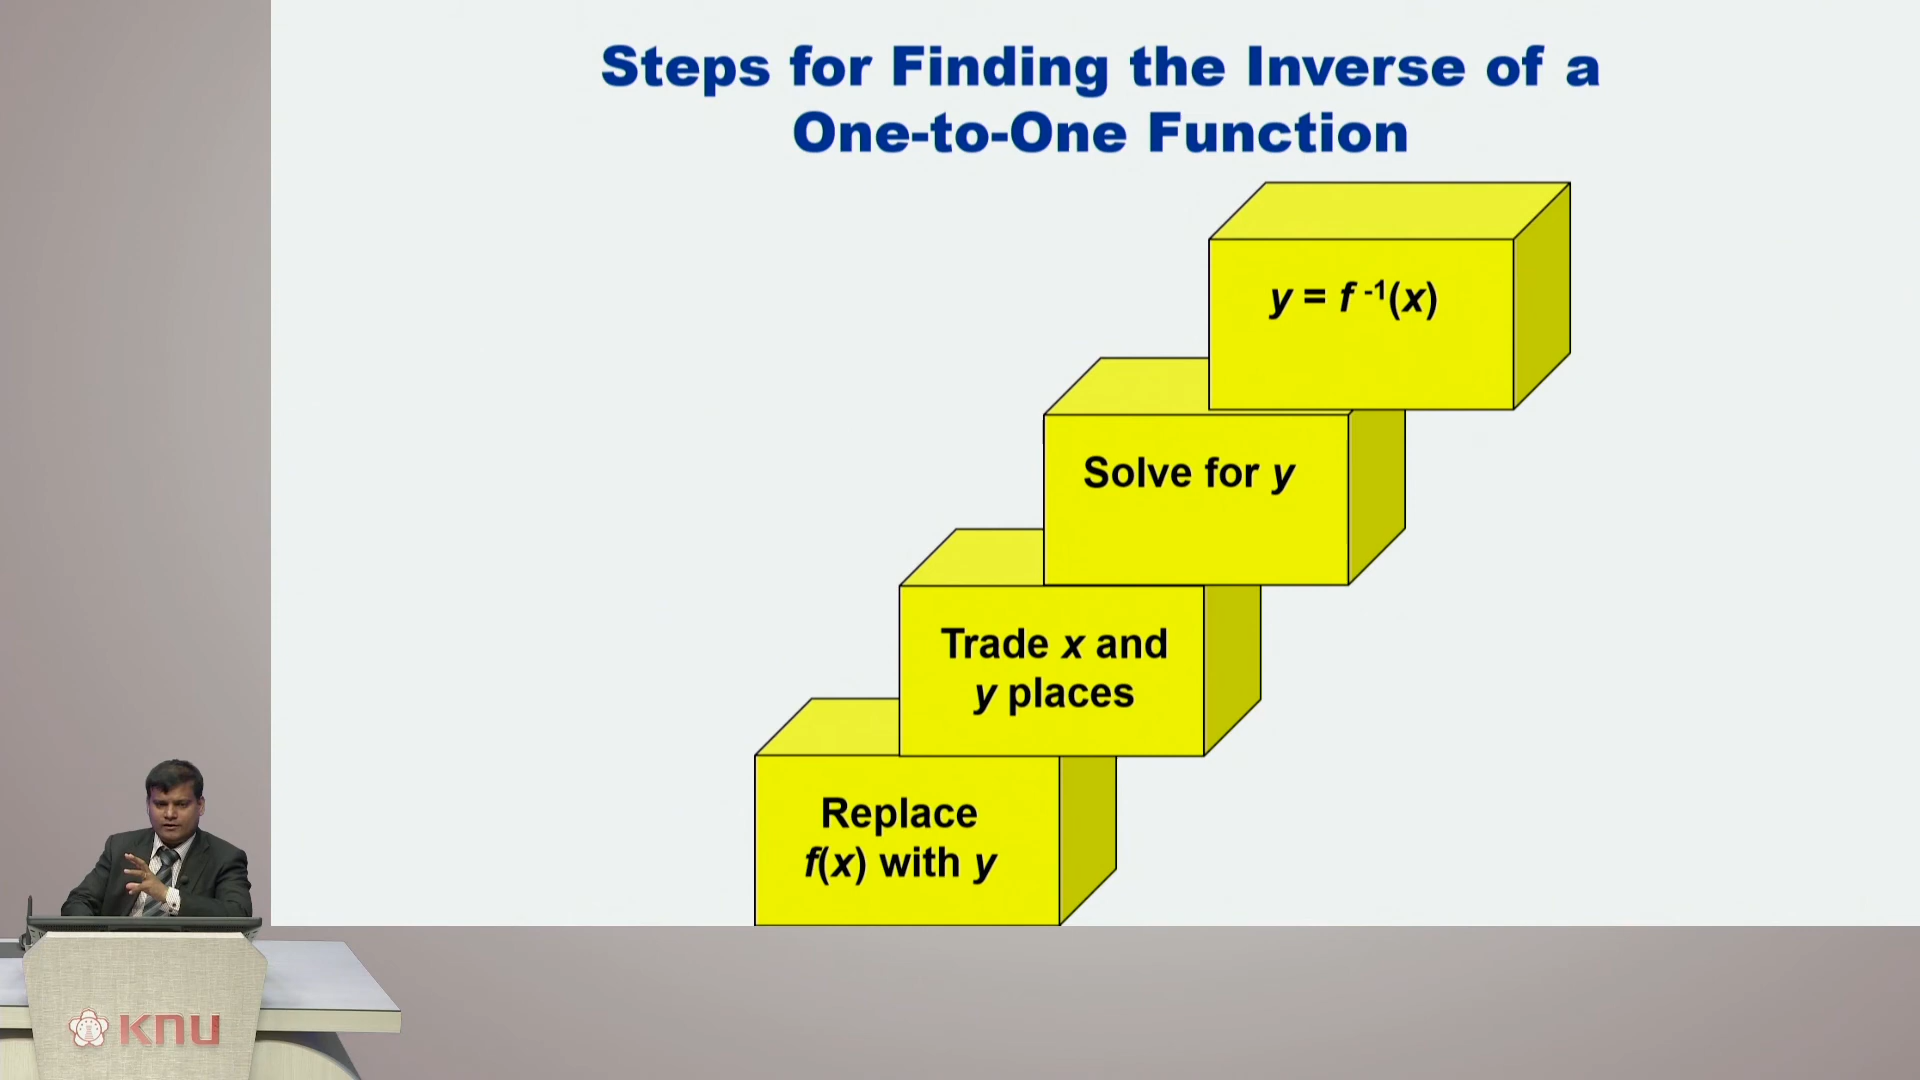 Steps for Finding the Inverse of a
One-to-One Function
y = f -1(x)
Solve for y
Trade x and
y places
Replace
f(x) with y
KNU